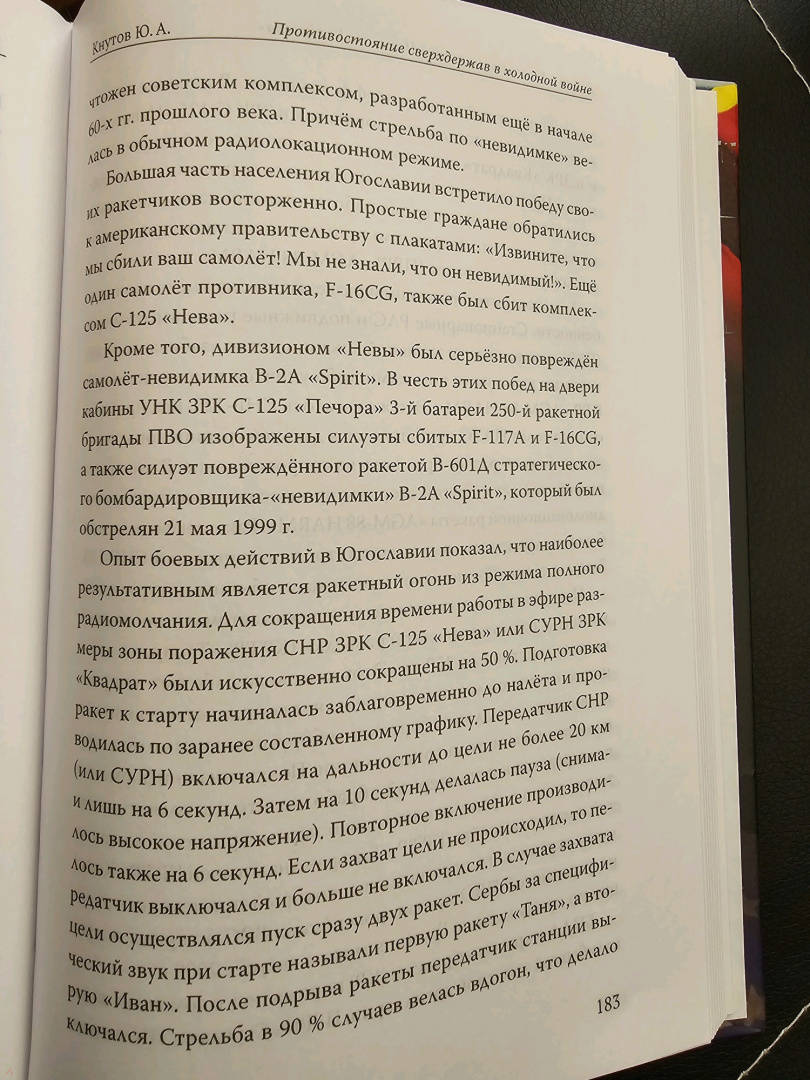 Кнутов Ю. А.
Противостояние сверхдержав в холодной войне
чтожен советским комплексом, разработанным ещё в начале
60-х гг. прошлого века. Причём стрельба по «невидимке» ве-
лась в обычном радиолокационном режиме.
Большая часть населения Югославии встретило победу сво-
их ракетчиков восторженно. Простые граждане обратились
к американскому правительству с плакатами: «Извините, что
мы сбили ваш самолёт! Мы не знали, что он невидимый!». Ещё
один самолёт противника, F-16CG, также был сбит комплек-
сом С-125 «Нева».
Кроме того, дивизионом «Невы» был серьёзно повреждён
самолёт-невидимка B-2A «Spirit». В честь этих побед на двери
кабины УНК ЗРК С-125 «Печора» 3-й батареи 250-й ракетной
бригады ПВО изображены силуэты сбитых F-117A и F-16CG,
а также силуэт повреждённого ракетой В-601Д стратегическо-
го бомбардировщика-«невидимки» B-2A «Spirit», который был
обстрелян 21 мая 1999 г.
Опыт боевых действий в Югославии показал, что наиболее
результативным является ракетный огонь из режима полного
радиомолчания. Для сокращения времени работы в эфире раз-
меры зоны поражения СНР ЗРК С-125 «Нева» или СУРН ЗРК
«Квадрат» были искусственно сокращены на 50 %. Подготовка
ракет к старту начиналась заблаговременно до налёта и про-
водилась по заранее составленному графику. Передатчик СНР
(или СУРН) включался на дальности до цели не более 20 км
и лишь на 6 секунд. Затем на 10 секунд делалась пауза (снима-
лось высокое напряжение). Повторное включение производи-
лось также на 6 секунд. Если захват цели не происходил, то пе-
редатчик выключался и больше не включался. В случае захвата
цели осуществлялся пуск сразу двух ракет. Сербы за специфи-
ческий звук при старте называли первую ракету «Таня», а вто-
рую «Иван». После подрыва ракеты передатчик станции вы-
ключался. Стрельба в 90 % случаев велась вдогон, что делало
183